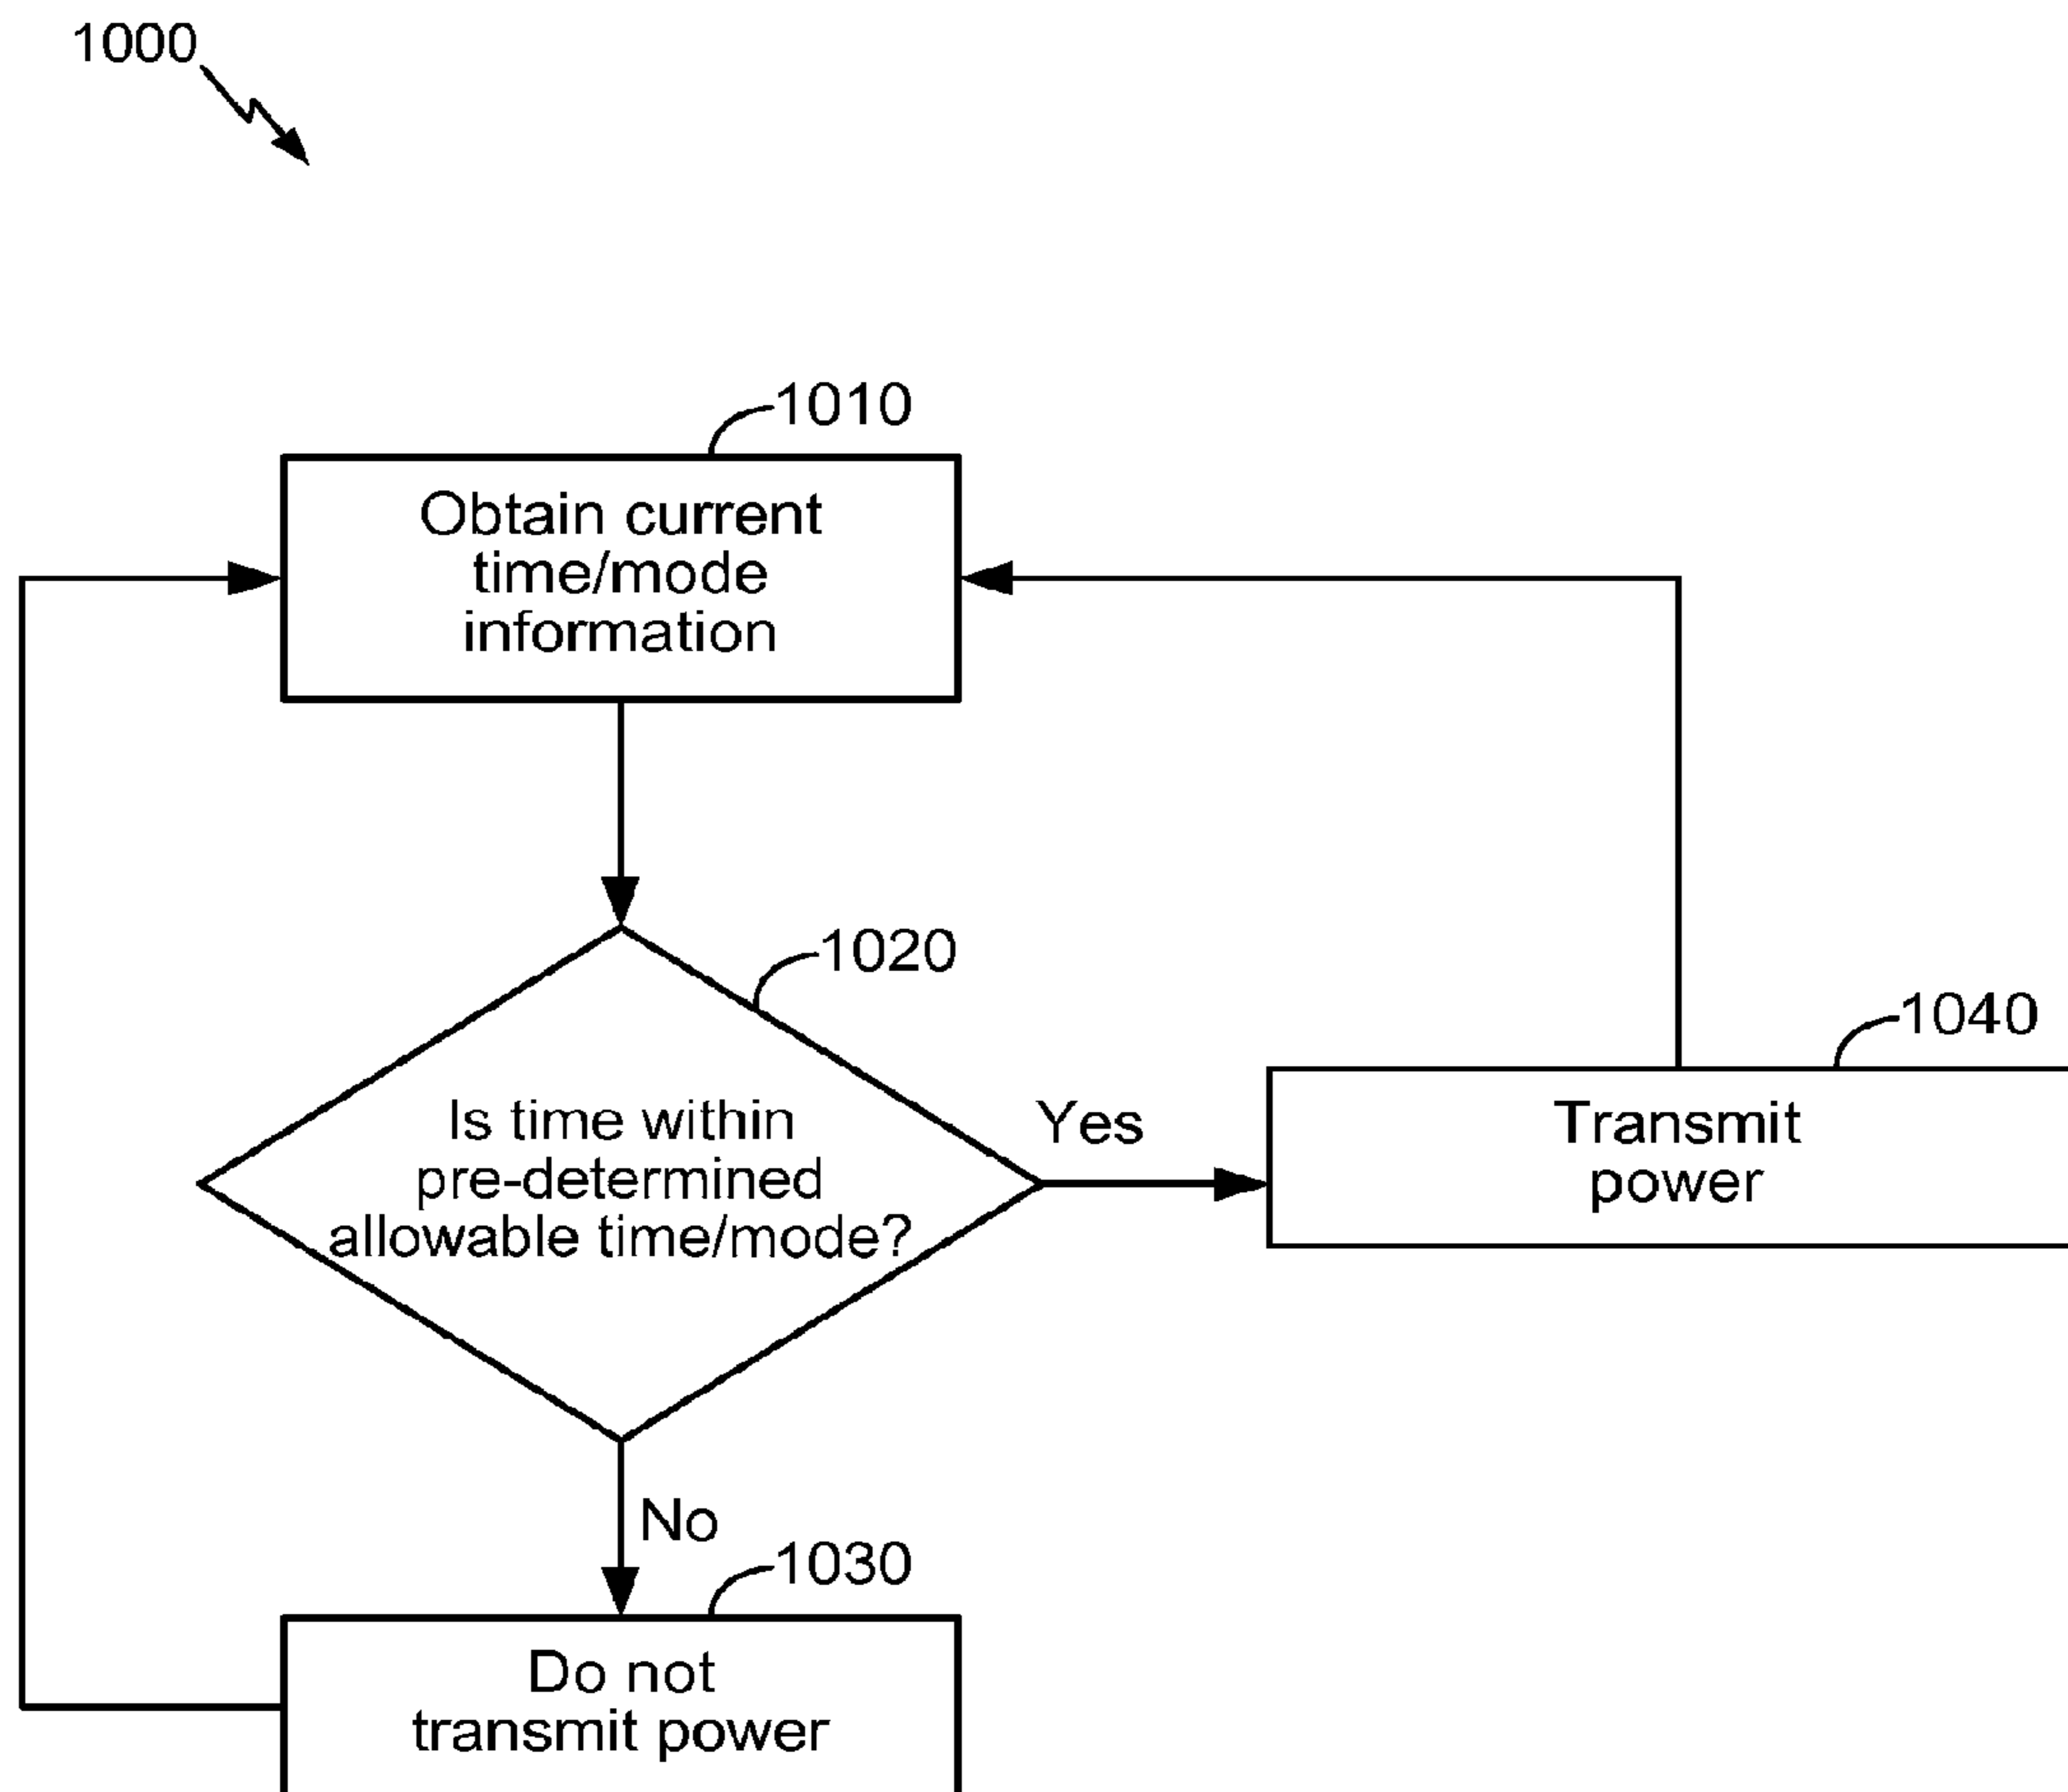 1000
1010
Obtain current
time/mode
information
1020
Is time within
pre-determined
allowable time/mode?
Yes
1040
Transmit
power
No
1030
Do not
transmit power